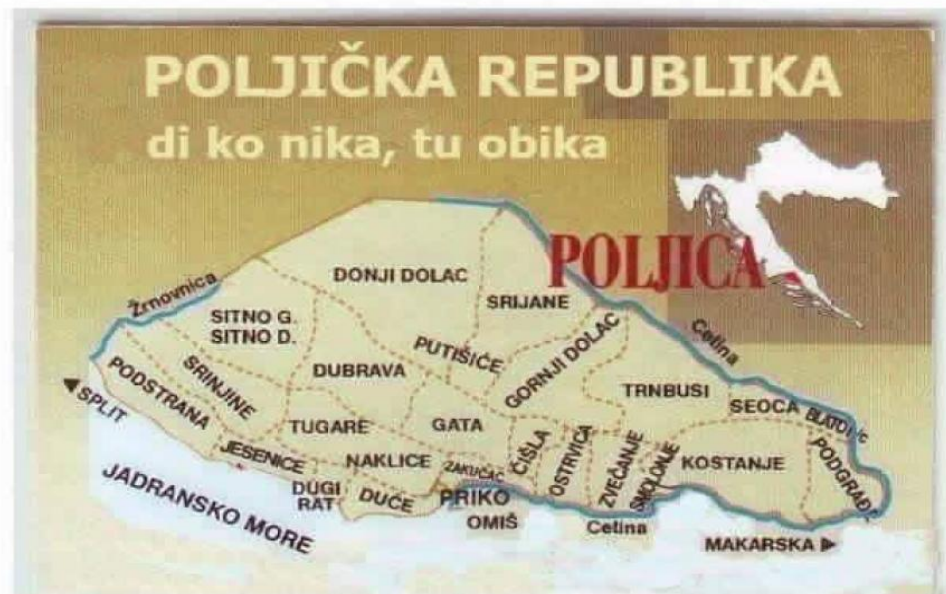 POLJIČKA REPUBLIKA
di ko nika, tu obika
POLJICA
DONJI DOLAC
Žrnovnica
SRIJANE
SITNO G.
SITNO D.
Cetina
PUTIŠIĆE
GORNJI DOLAC
DUBRAVA
TRNBUSI
PODSTRANA
SRINJINE
SPLIT
SEOCA
TUGARE
GATA
ČIŠLA
OSTRVICA
ZVEČANJE
SMOLONJE
KOSTANJE
PODGRAĐE
JESENICE
NAKLICE
ZAKUČAC
DUGI
RAT
DUĆE
PRIKO
OMIŠ
Cetina
JADRANSKO MORE
MAKARSKA